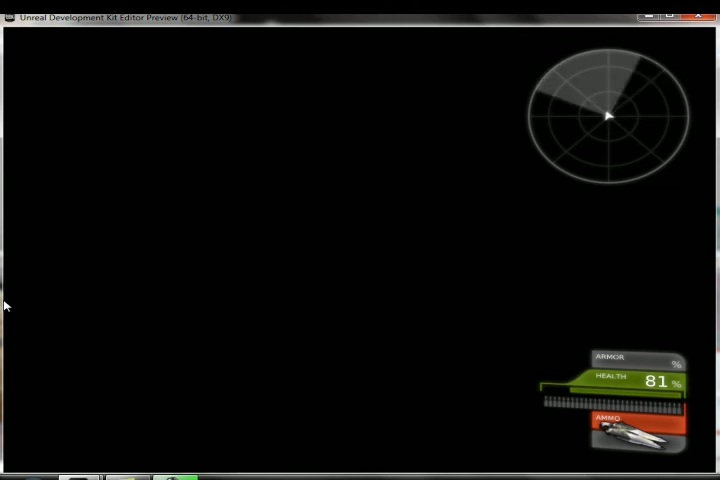 Unreal Development Kit Editor Preview (64-bit, DX9)
ARMOR
%
HEALTH 81 %
AMMO